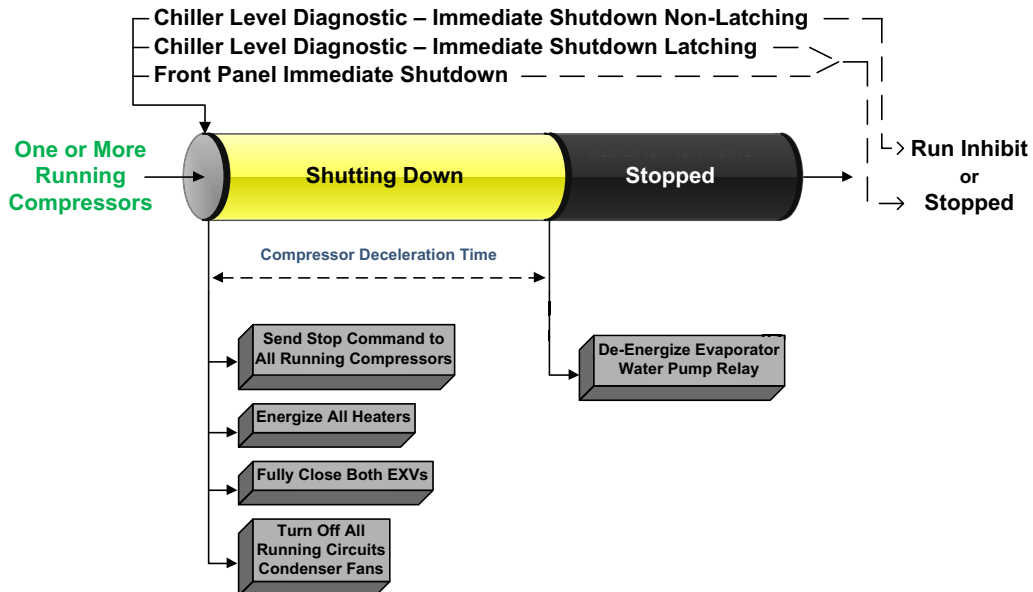 Chiller Level Diagnostic – Immediate Shutdown Non-Latching
Chiller Level Diagnostic – Immediate Shutdown Latching
Front Panel Immediate Shutdown
One or More
Running
Compressors
Shutting Down
Stopped
Run Inhibit
or
Stopped
Compressor Deceleration Time
Send Stop Command to
All Running Compressors
Energize All Heaters
Fully Close Both EXVs
Turn Off All
Running Circuits
Condenser Fans
De-Energize Evaporator
Water Pump Relay